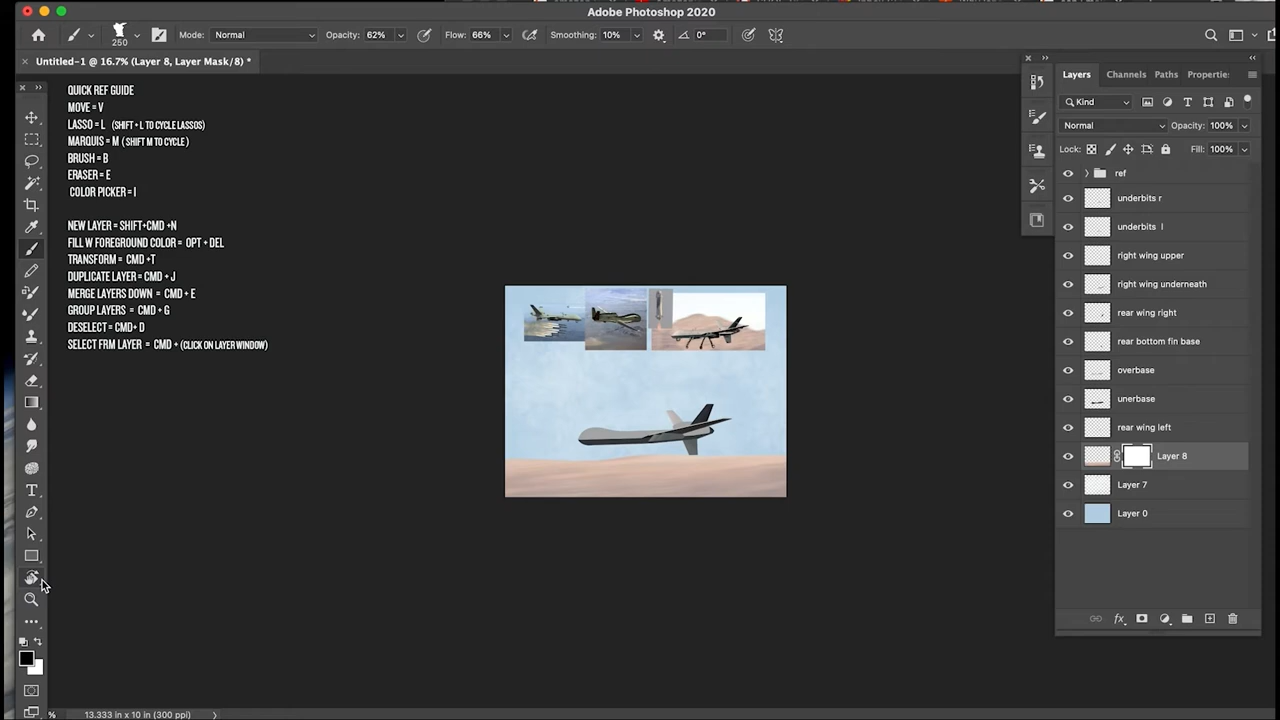 Adobe Photoshop 2020
250
Mode: Normal
Opacity: 62%
Flow: 66%
Smoothing: 10%
0°
Untitled-1 @ 16.7% (Layer 8, Layer Mask/8) *
QUICK REF GUIDE
MOVE = V
LASSO = L (SHIFT + L TO CYCLE LASSOS)
MARQUIS = M ( SHIFT M TO CYCLE )
BRUSH = B
ERASER = E
COLOR PICKER = I
NEW LAYER = SHIFT+CMD +N
FILL W FOREGROUND COLOR = OPT + DEL
TRANSFORM = CMD +T
DUPLICATE LAYER = CMD + J
MERGE LAYERS DOWN = CMD + E
GROUP LAYERS = CMD + G
DESELECT = CMD+ D
SELECT FRM LAYER = CMD + (CLICK ON LAYER WINDOW)
Layers Channels Paths Propertie:
Kind
Normal Opacity: 100%
Lock: Fill: 100%
ref
underbits r
underbits l
right wing upper
right wing underneath
rear wing right
rear bottom fin base
overbase
unerbase
rear wing left
Layer 8
Layer 7
Layer 0
fx
% 13.333 in x 10 in (300 ppi)